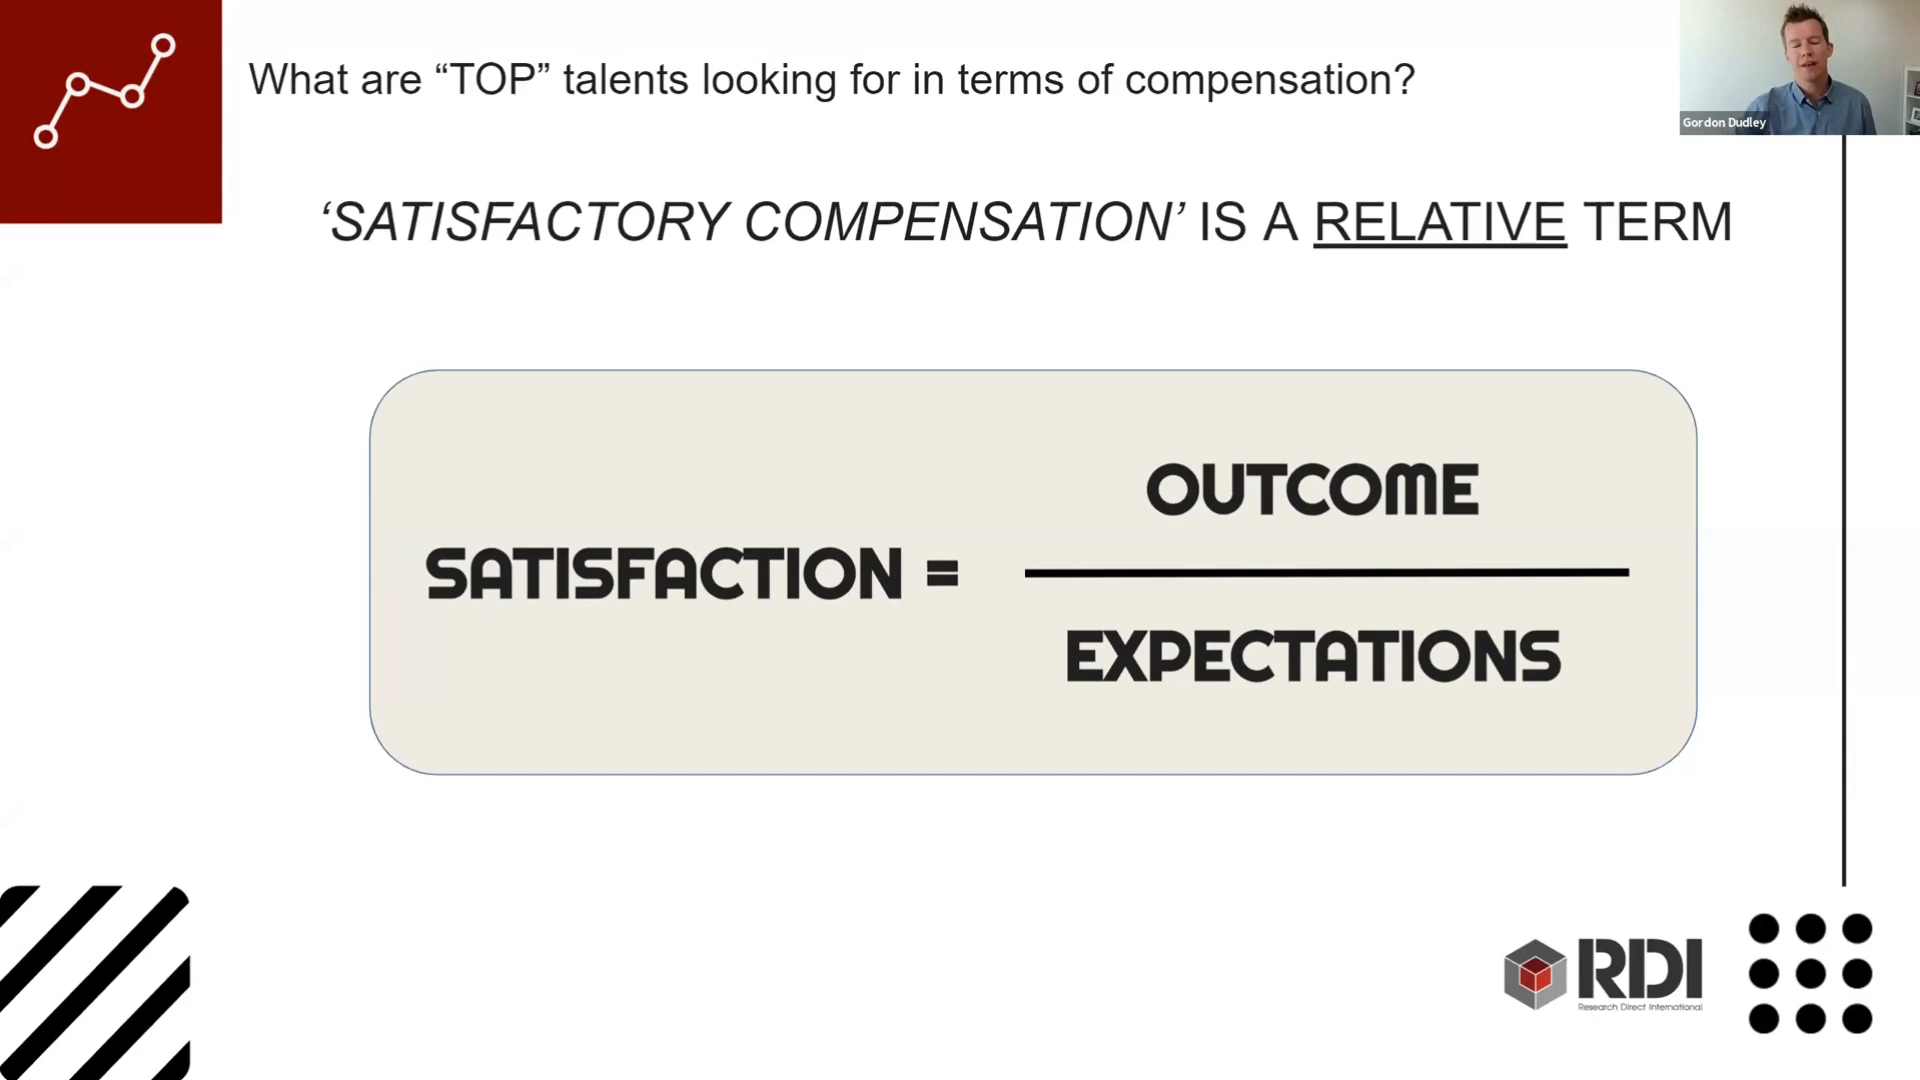 What are “TOP” talents looking for in terms of compensation?
Gordon Dudley
‘SATISFACTORY COMPENSATION’ IS A RELATIVE TERM
OUTCOME
SATISFACTION =
EXPECTATIONS
RDI
Research Direct International